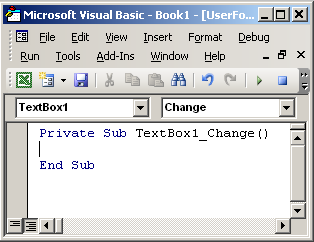 Microsoft Visual Basic - Book1 - [UserFo...
File Edit View Insert Format Debug
Run Tools Add-Ins Window Help
TextBox1 Change
Private Sub TextBox1_Change()
End Sub